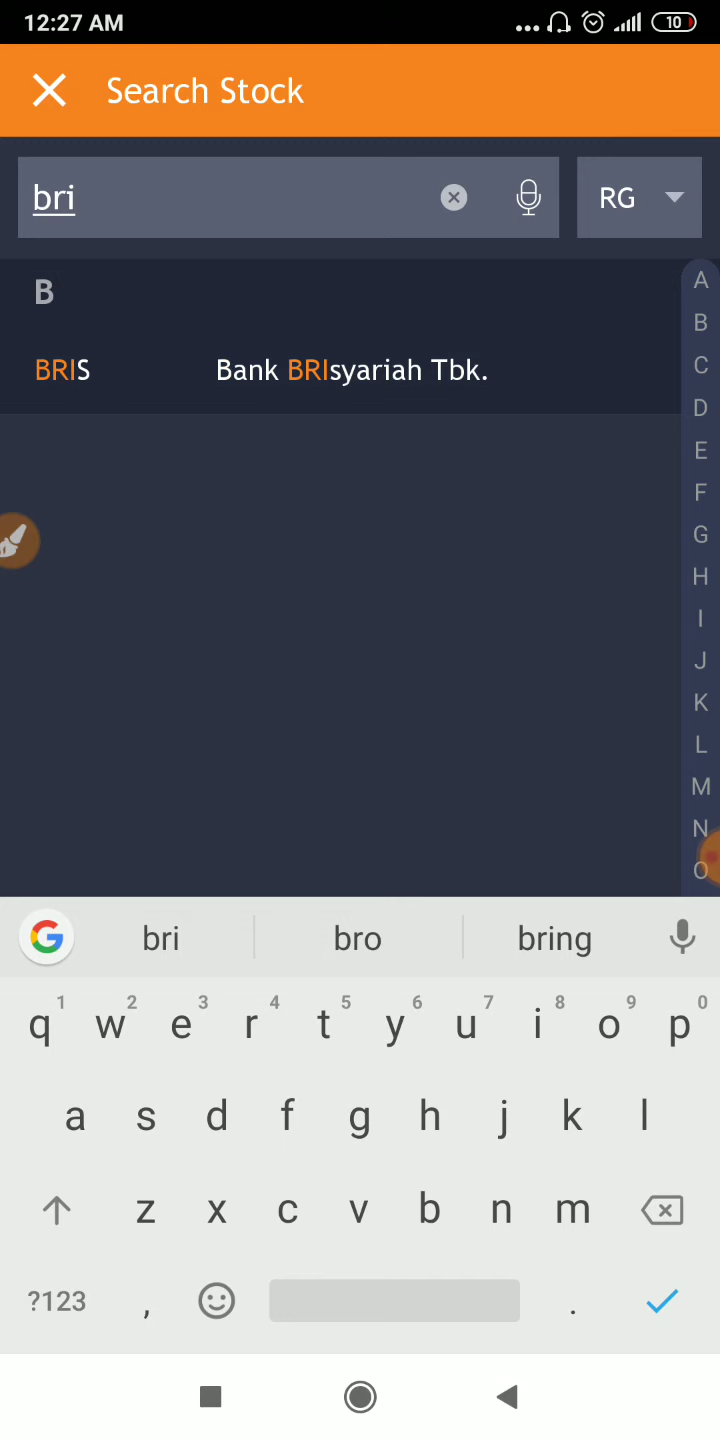 12:27 AM 10
Search Stock
bri RG
B
BRIS Bank BRIsyariah Tbk.
A
B
C
D
E
F
G
H
I
J
K
L
M
N
O
G bri bro bring
1 2 3 4 5 6 7 8 9 0
q w e r t y u i o p
a s d f g h j k l
z x c v b n m
?123 , .